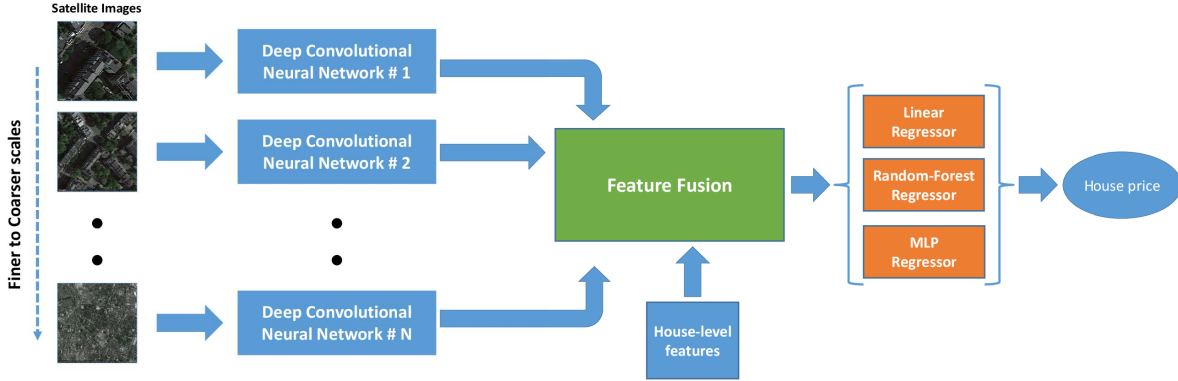 Satellite Images
Finer to Coarser scales
Deep Convolutional
Neural Network # 1
Deep Convolutional
Neural Network # 2
Deep Convolutional
Neural Network # N
Feature Fusion
House-level
features
Linear
Regressor
Random-Forest
Regressor
MLP
Regressor
House price